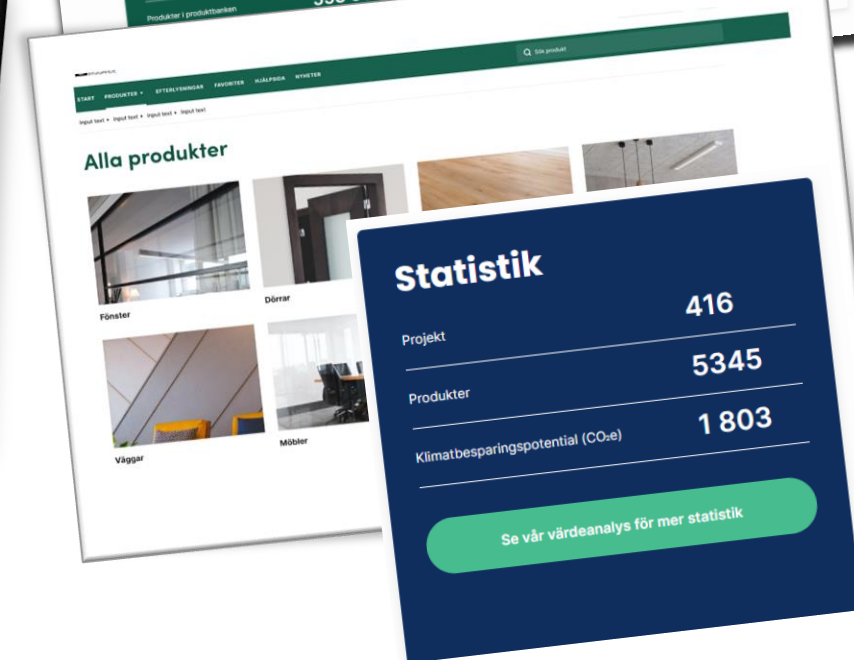 Produkter i produktbanken
START PRODUKTER EFTERLYSNINGAR FAVORITER HJÄLPSIDA NYHETER
Sök produkt
Input text • Input text • Input text • Input text
Alla produkter
Fönster
Dörrar
Väggar
Möbler
Statistik
Projekt 416
Produkter 5345
Klimatbesparingspotential (CO₂e) 1 803
Se vår värdeanalys för mer statistik